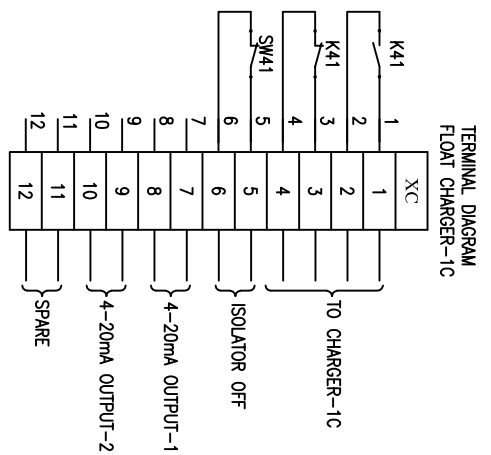 TERMINAL DIAGRAM
FLOAT CHARGER-1C
K41
K41
SW41
1
2
3
4
5
6
7
8
9
10
11
12
XC
1
2
3
4
5
6
7
8
9
10
11
12
TO CHARGER-1C
ISOLATOR OFF
4-20mA OUTPUT-1
4-20mA OUTPUT-2
SPARE